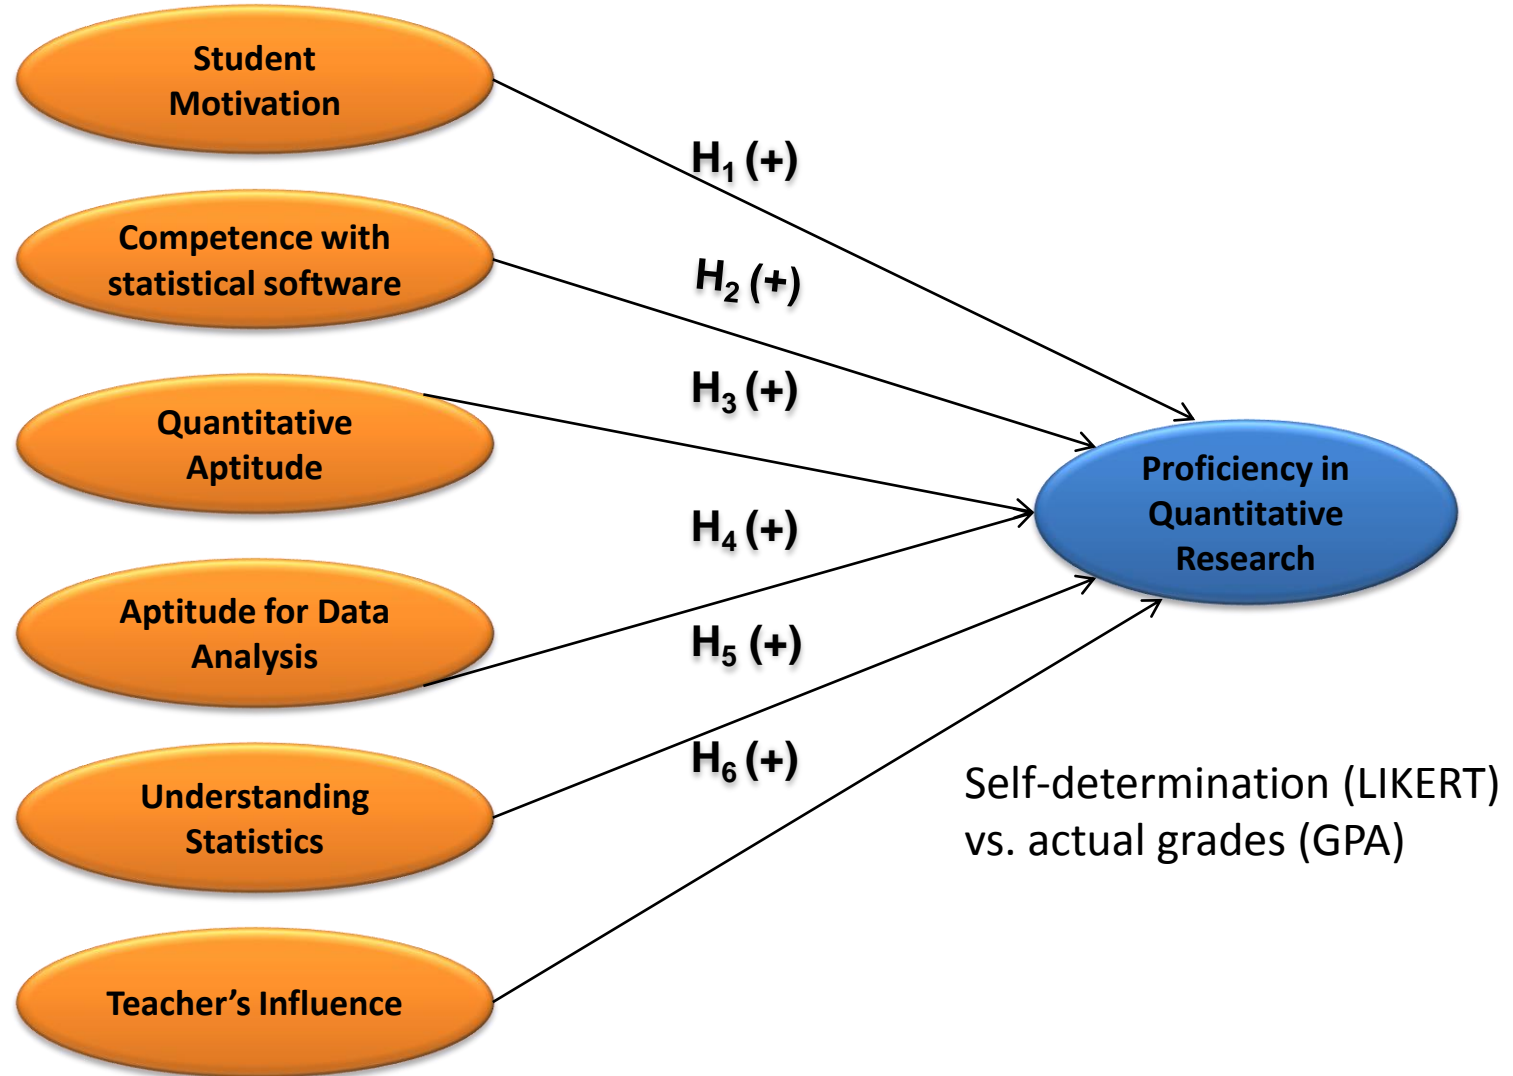 Student
Motivation
H₁ (+)
Competence with
statistical software
H₂ (+)
H₃ (+)
Quantitative
Aptitude
Proficiency in
Quantitative
Research
H₄ (+)
Aptitude for Data
Analysis
H₅ (+)
Understanding
Statistics
H₆ (+)
Self-determination (LIKERT)
vs. actual grades (GPA)
Teacher’s Influence